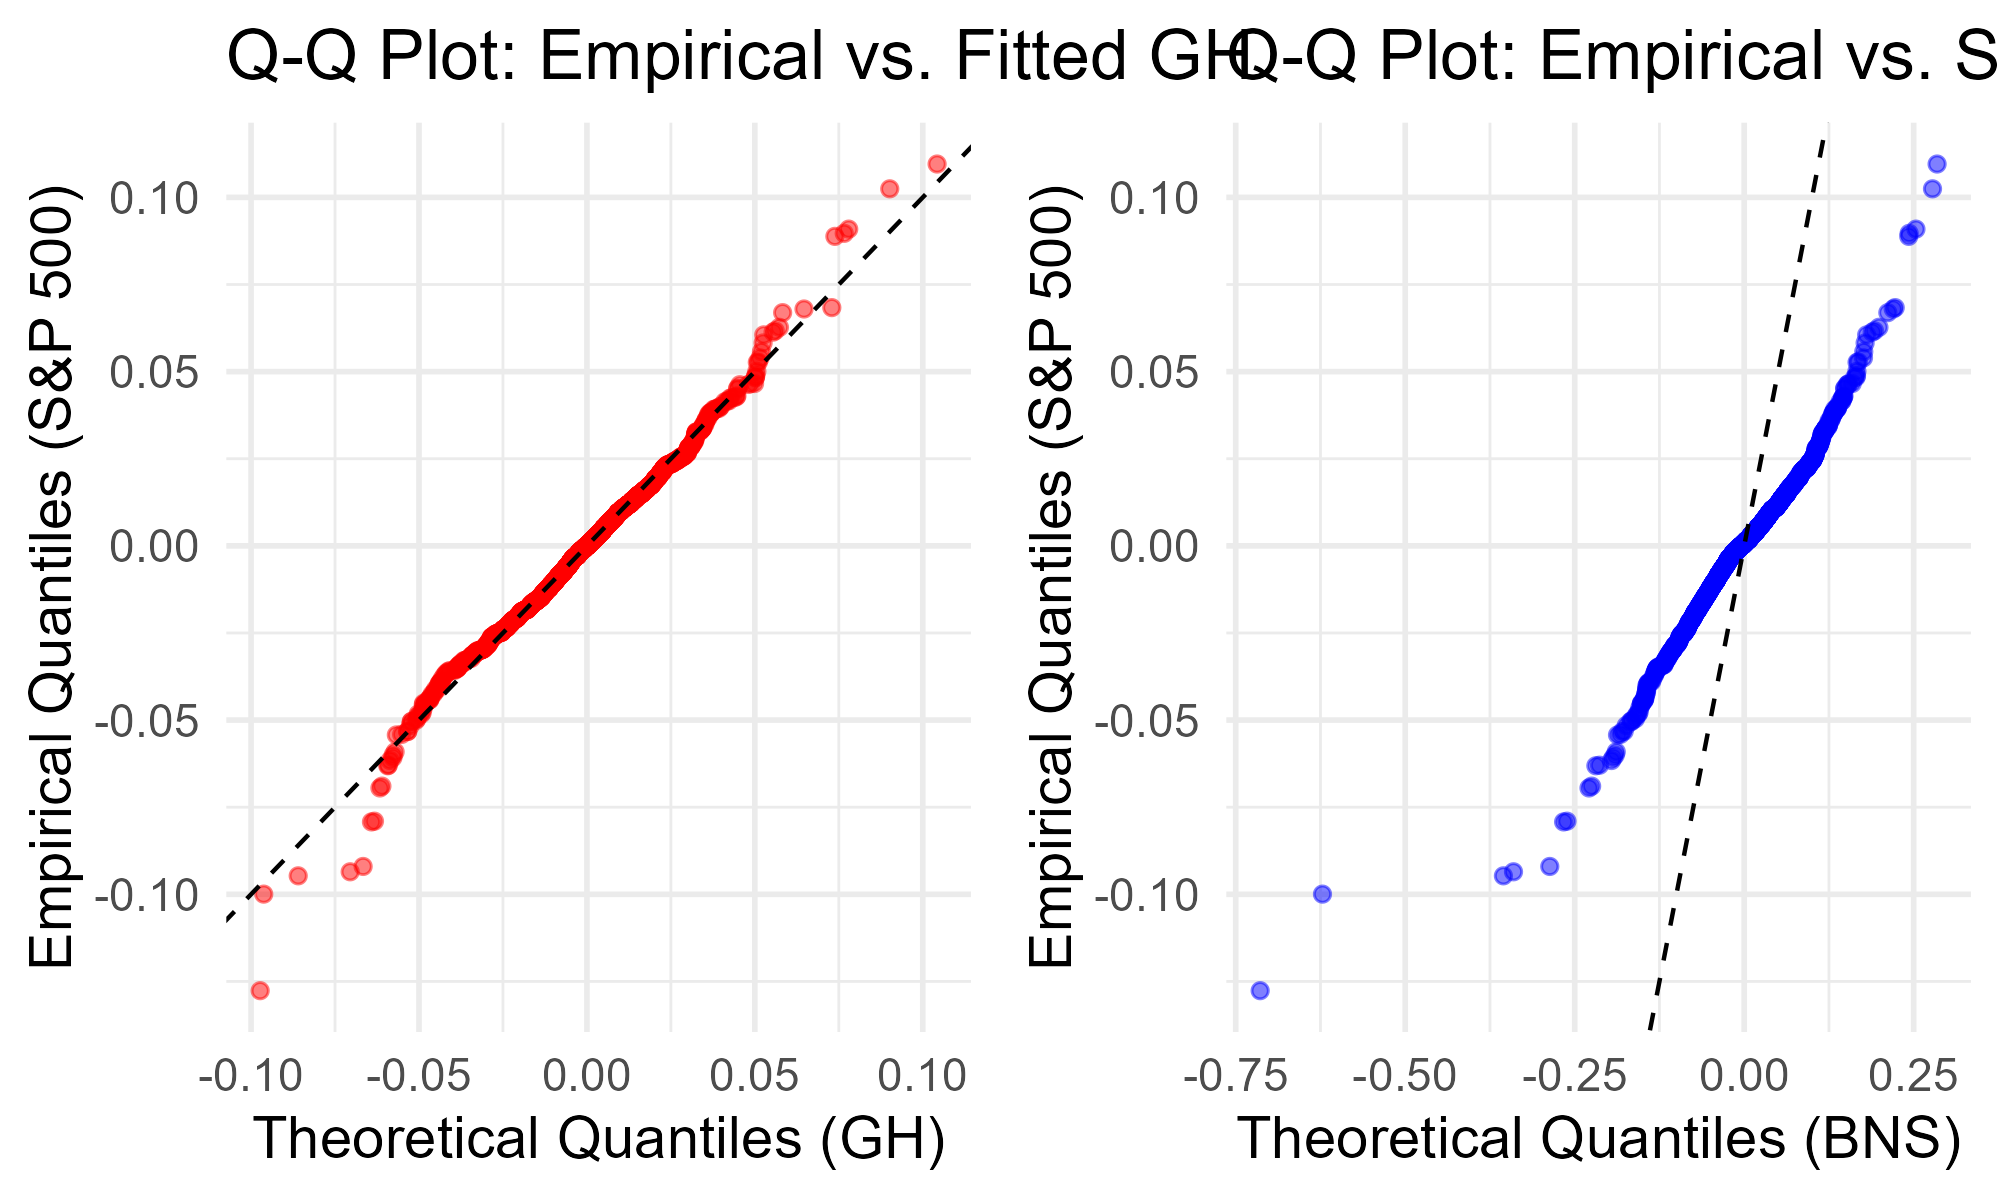 Q-Q Plot: Empirical vs. Fitted GH
Q-Q Plot: Empirical vs. S
Empirical Quantiles (S&P 500)
0.10
0.05
0.00
-0.05
-0.10
-0.10 -0.05 0.00 0.05 0.10
Theoretical Quantiles (GH)
Empirical Quantiles (S&P 500)
0.10
0.05
0.00
-0.05
-0.10
-0.75 -0.50 -0.25 0.00 0.25
Theoretical Quantiles (BNS)